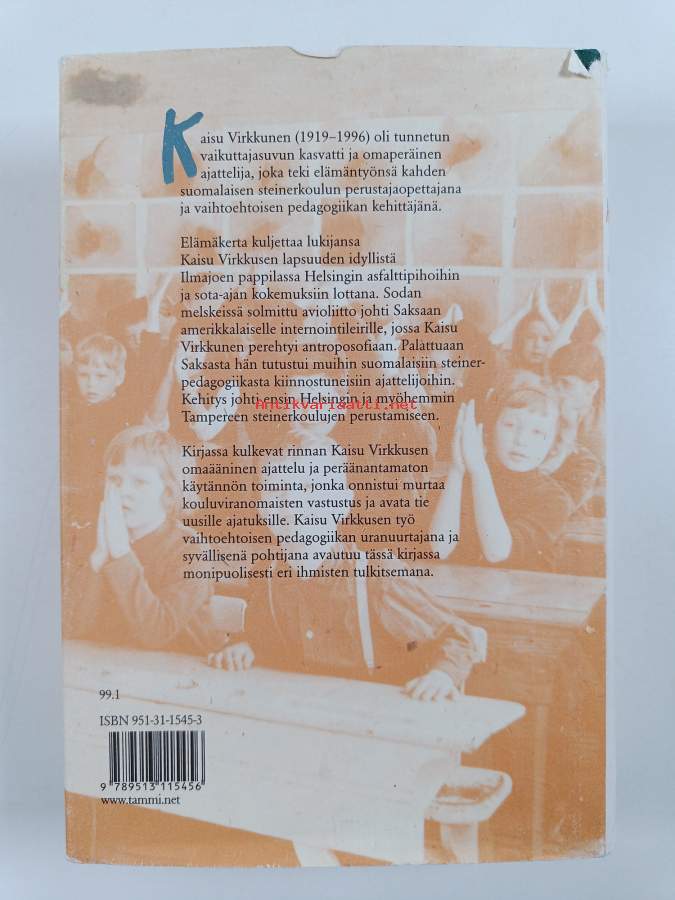 Kaisu Virkkunen (1919–1996) oli tunnetun
vaikuttajasuvun kasvatti ja omaperäinen
ajattelija, joka teki elämäntyönsä kahden
suomalaisen steinerkoulun perustajaopettajana
ja vaihtoehtoisen pedagogiikan kehittäjänä.
Elämäkerta kuljettaa lukijansa
Kaisu Virkkusen lapsuuden idyllistä
Ilmajoen pappilassa Helsingin asfalttipihoihin
ja sota-ajan kokemuksiin lottana. Sodan
melskeissä solmittu avioliitto johti Saksaan
amerikkalaiselle internointileirille, jossa Kaisu
Virkkunen perehtyi antroposofiaan. Palattuaan
Saksasta hän tutustui muihin suomalaisiin steiner-
pedagogiikasta kiinnostuneisiin ajattelijoihin.
Kehitys johti ensin Helsingin ja myöhemmin
Antikvariaatti.net
Tampereen steinerkoulujen perustamiseen.
Kirjassa kulkevat rinnan Kaisu Virkkusen
omaääninen ajattelu ja peräänantamaton
käytännön toiminta, jonka onnistui murtaa
kouluviranomaisten vastustus ja avata tie
uusille ajatuksille. Kaisu Virkkusen työ
vaihtoehtoisen pedagogiikan uranuurtajana ja
syvällisenä pohtijana avautuu tässä kirjassa
monipuolisesti eri ihmisten tulkitsemana.
99.1
ISBN 951-31-1545-3
9 789513 115456
www.tammi.net